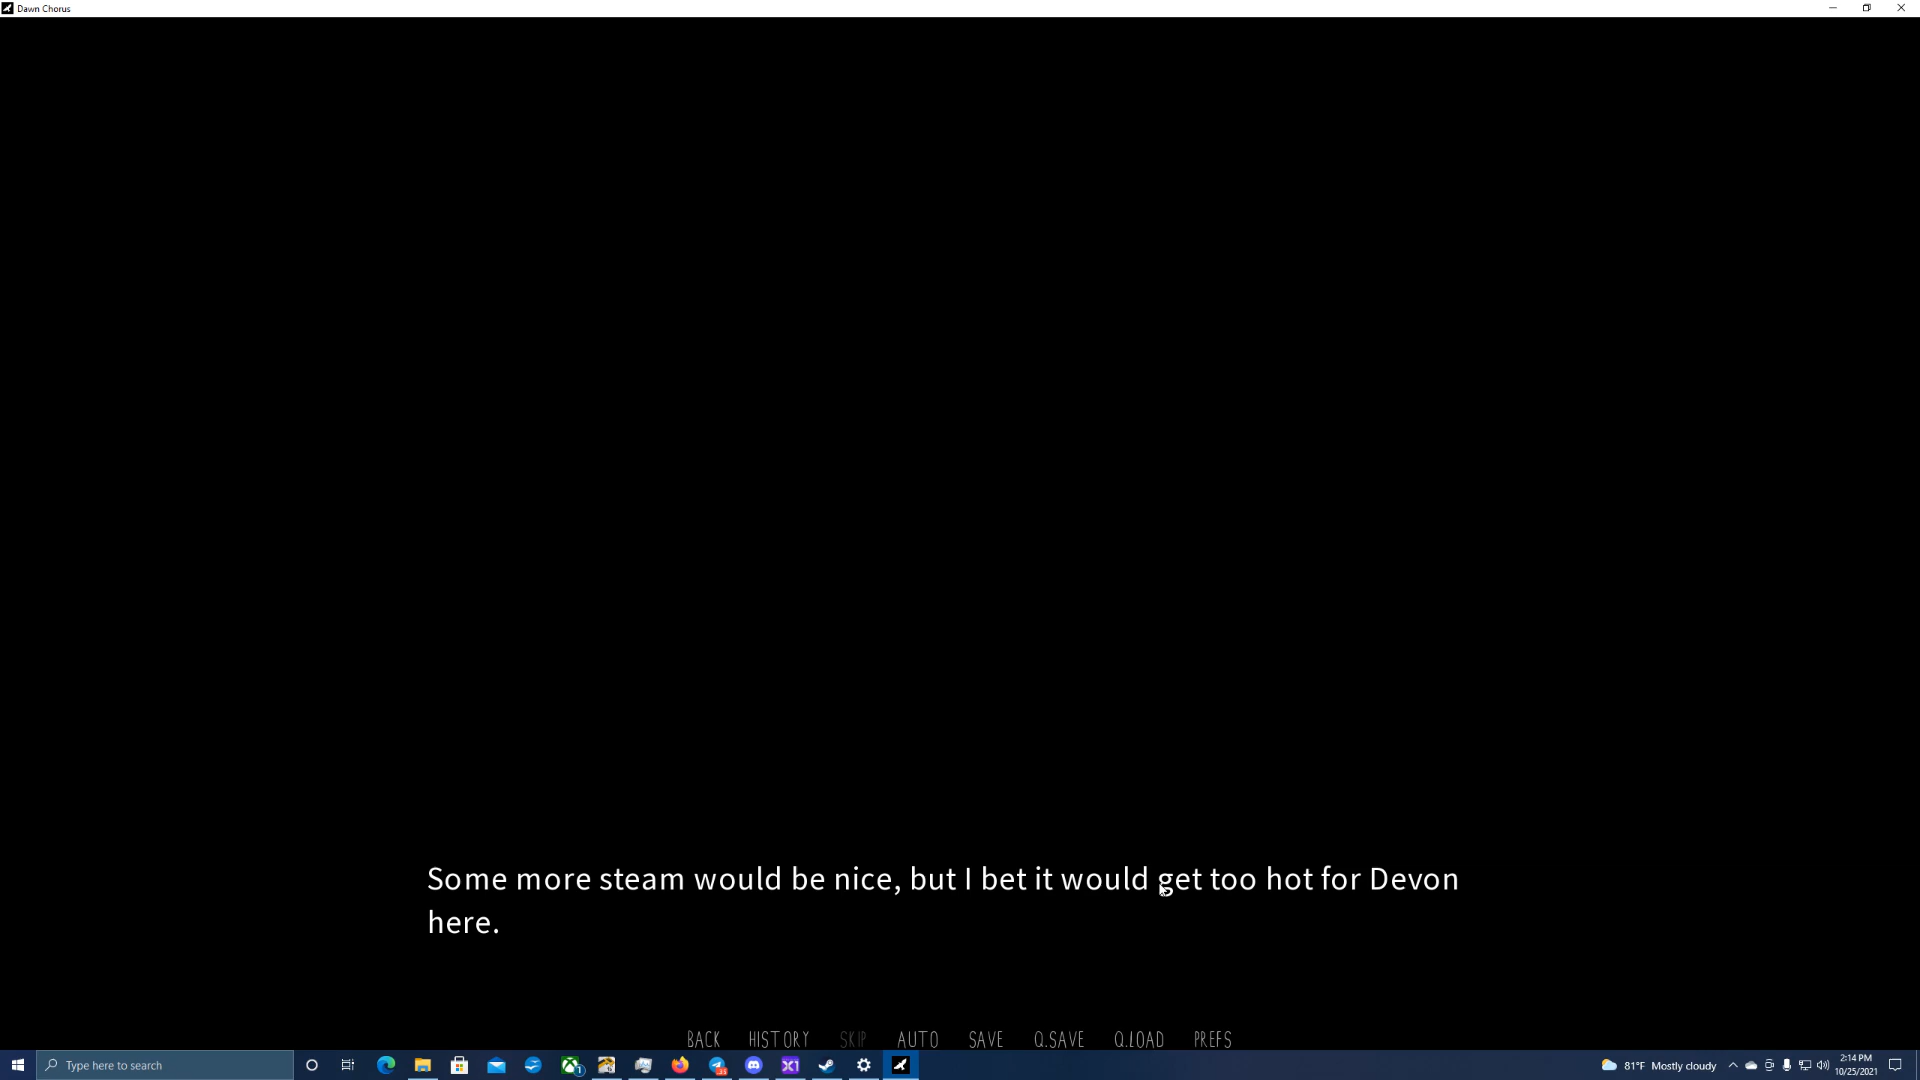 Dawn Chorus
Some more steam would be nice, but I bet it would get too hot for Devon
here.
BACK HISTORY SKIP AUTO SAVE Q.SAVE Q.LOAD PREFS
Type here to search
81°F Mostly cloudy
2:14 PM
10/25/2021